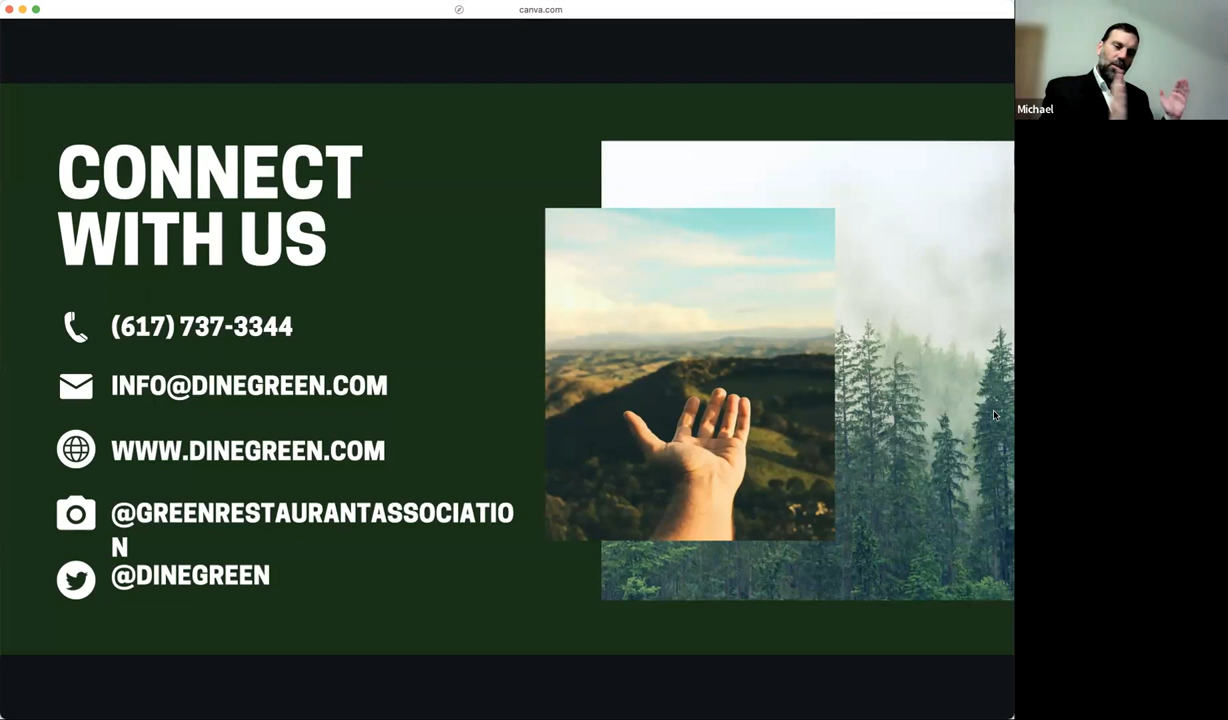 canva.com
Michael
CONNECT
WITH US
(617) 737-3344
INFO@DINEGREEN.COM
WWW.DINEGREEN.COM
@GREENRESTAURANTASSOCIATIO
N
@DINEGREEN